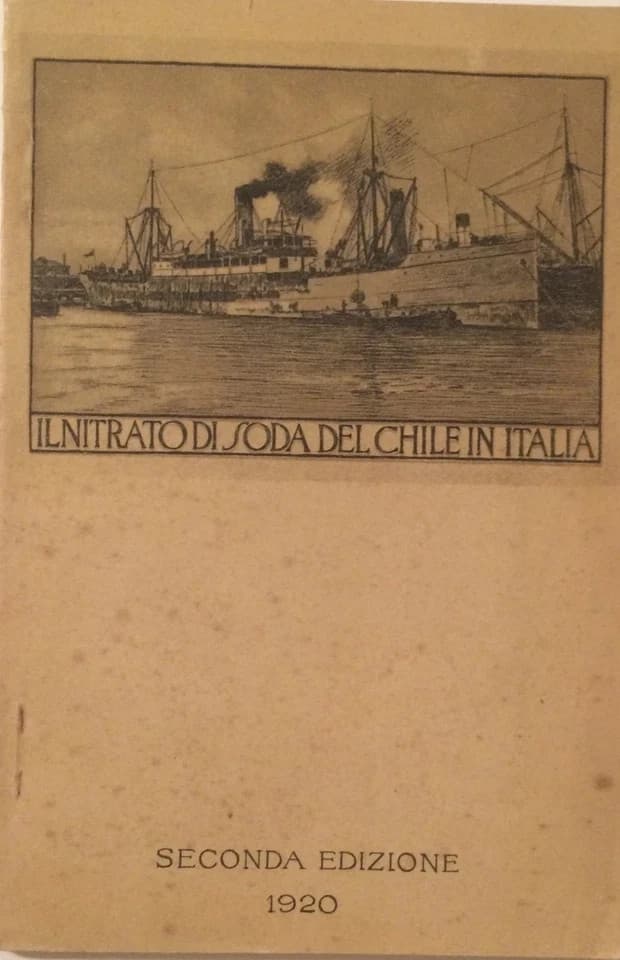 IL NITRATO DI SODA DEL CHILE IN ITALIA
SECONDA EDIZIONE
1920